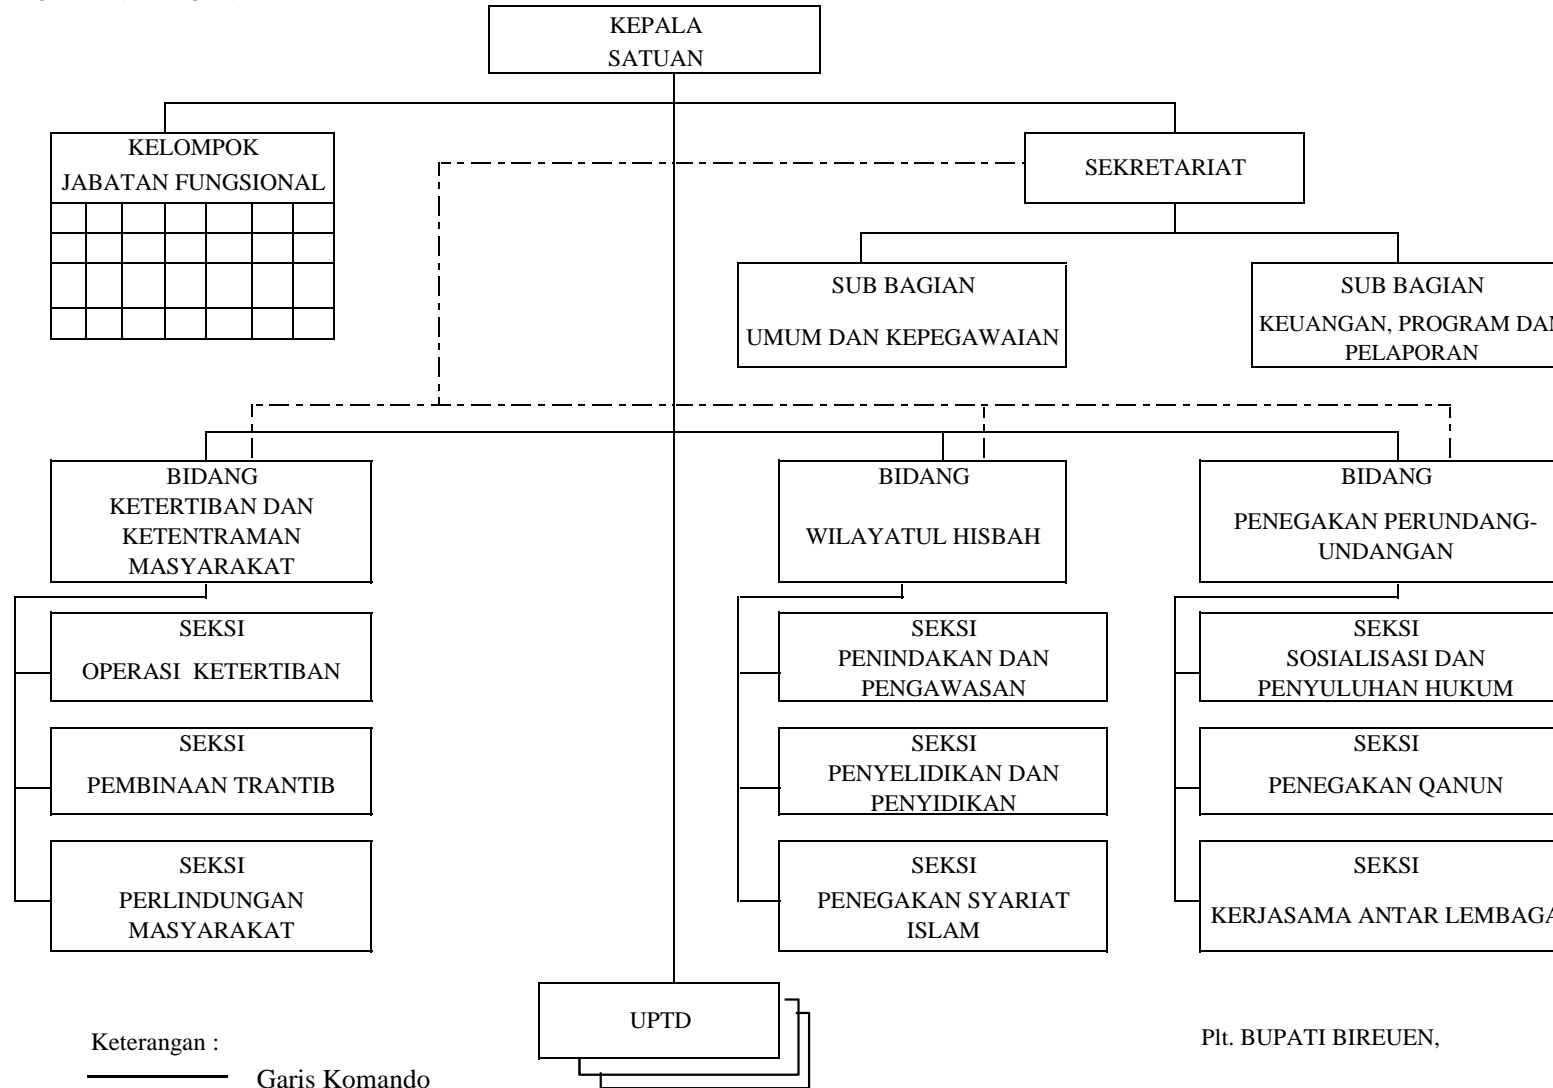 KEPALA
SATUAN
KELOMPOK
JABATAN FUNGSIONAL
SEKRETARIAT
SUB BAGIAN
UMUM DAN KEPEGAWAIAN
SUB BAGIAN
KEUANGAN, PROGRAM DAN
PELAPORAN
BIDANG
KETERTIBAN DAN
KETENTRAMAN
MASYARAKAT
BIDANG
WILAYATUL HISBAH
BIDANG
PENEGAKAN PERUNDANG-
UNDANGAN
SEKSI
OPERASI KETERTIBAN
SEKSI
PENINDAKAN DAN
PENGAWASAN
SEKSI
SOSIALISASI DAN
PENYULUHAN HUKUM
SEKSI
PEMBINAAN TRANTIB
SEKSI
PENYELIDIKAN DAN
PENYIDIKAN
SEKSI
PENEGAKAN QANUN
SEKSI
PERLINDUNGAN
MASYARAKAT
SEKSI
PENEGAKAN SYARIAT
ISLAM
SEKSI
KERJASAMA ANTAR LEMBAGA
UPTD
Keterangan :
Garis Komando
Plt. BUPATI BIREUEN,